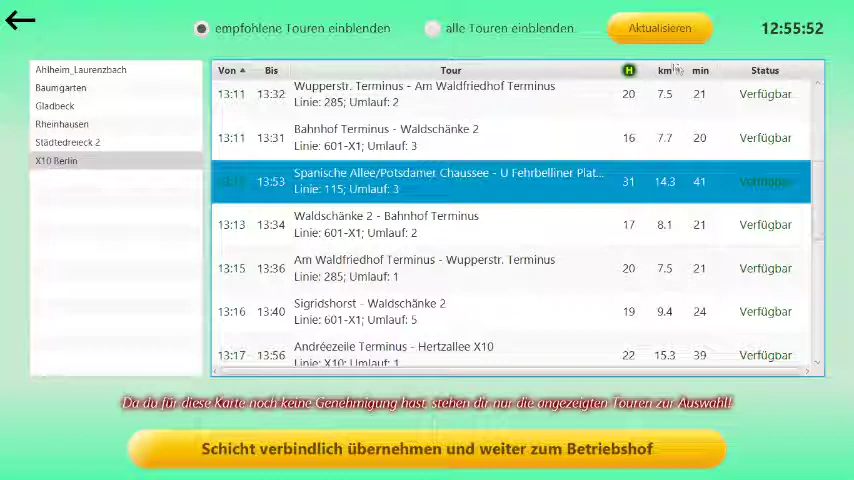 empfohlene Touren einblenden
alle Touren einblenden
Aktualisieren
12:55:52
Ahlheim_Laurenzbach
Baumgarten
Gladbeck
Rheinhausen
Städtedreieck 2
X10 Berlin
Von Bis Tour H km min Status
13:11 13:32 Wupperstr. Terminus - Am Waldfriedhof Terminus 20 7.5 21 Verfügbar
Linie: 285; Umlauf: 2
13:11 13:31 Bahnhof Terminus - Waldschänke 2 16 7.7 20 Verfügbar
Linie: 601-X1; Umlauf: 3
13:53 Spanische Allee/Potsdamer Chaussee - U Fehrbelliner Plat... 31 14.3 41 Verfügbar
Linie: 115; Umlauf: 3
13:13 13:34 Waldschänke 2 - Bahnhof Terminus 17 8.1 21 Verfügbar
Linie: 601-X1; Umlauf: 2
13:15 13:36 Am Waldfriedhof Terminus - Wupperstr. Terminus 20 7.5 21 Verfügbar
Linie: 285; Umlauf: 1
13:16 13:40 Sigridshorst - Waldschänke 2 19 9.4 24 Verfügbar
Linie: 601-X1; Umlauf: 5
13:17 13:56 Andréezeile Terminus - Hertzallee X10 22 15.3 39 Verfügbar
Linie: X10; Umlauf: 1
Da du für diese Karte noch keine Genehmigung hast, stehen dir nur die angezeigten Touren zur Auswahl!
Schicht verbindlich übernehmen und weiter zum Betriebshof